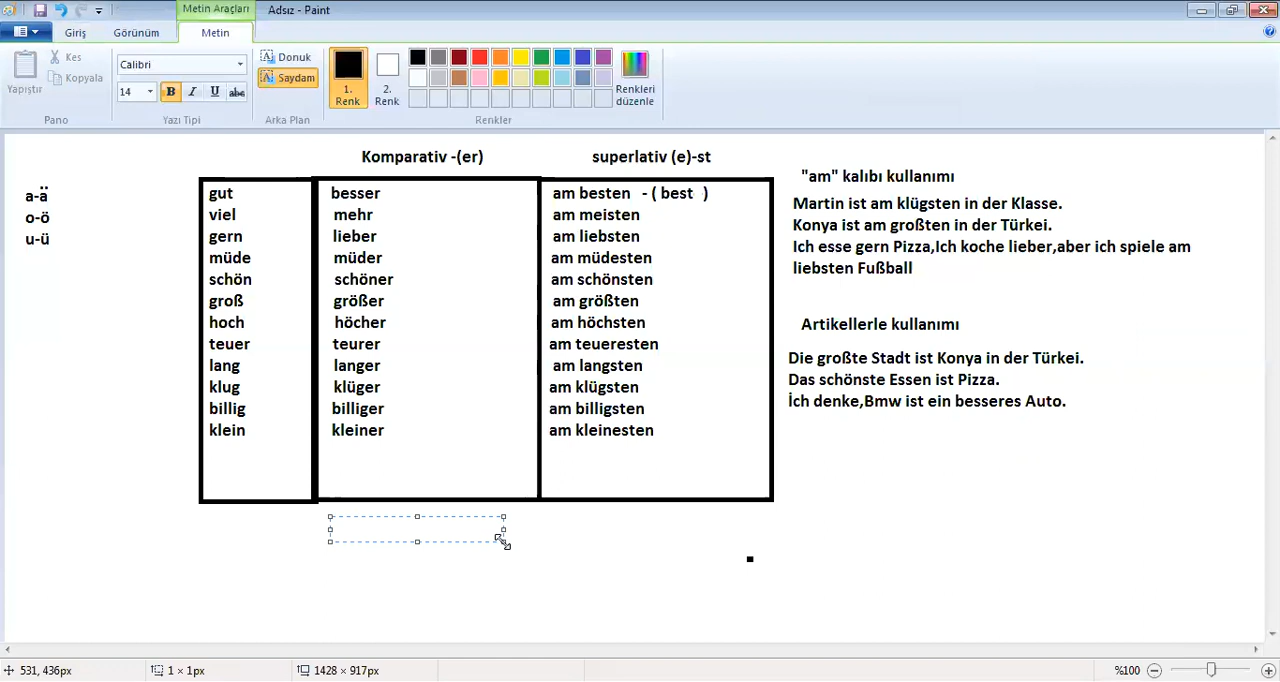 Metin Araçları
Adsız - Paint
Giriş Görünüm Metin
Yapıştır
Kes
Kopyala
Pano
Calibri
14 B I U abc
Yazı Tipi
Donuk
Saydam
Arka Plan
1. Renk
2. Renk
Renkleri düzenle
Renkler
Komparativ -(er) superlativ (e)-st
a-ä
o-ö
u-ü
gut besser am besten - ( best )
viel mehr am meisten
gern lieber am liebsten
müde müder am müdesten
schön schöner am schönsten
groß größer am größten
hoch höcher am höchsten
teuer teurer am teueresten
lang langer am langsten
klug klüger am klügsten
billig billiger am billigsten
klein kleiner am kleinesten
"am" kalıbı kullanımı
Martin ist am klügsten in der Klasse.
Konya ist am großten in der Türkei.
Ich esse gern Pizza,Ich koche lieber,aber ich spiele am
liebsten Fußball
Artikellerle kullanımı
Die großte Stadt ist Konya in der Türkei.
Das schönste Essen ist Pizza.
İch denke,Bmw ist ein besseres Auto.
531, 436px 1 × 1px 1428 × 917px %100